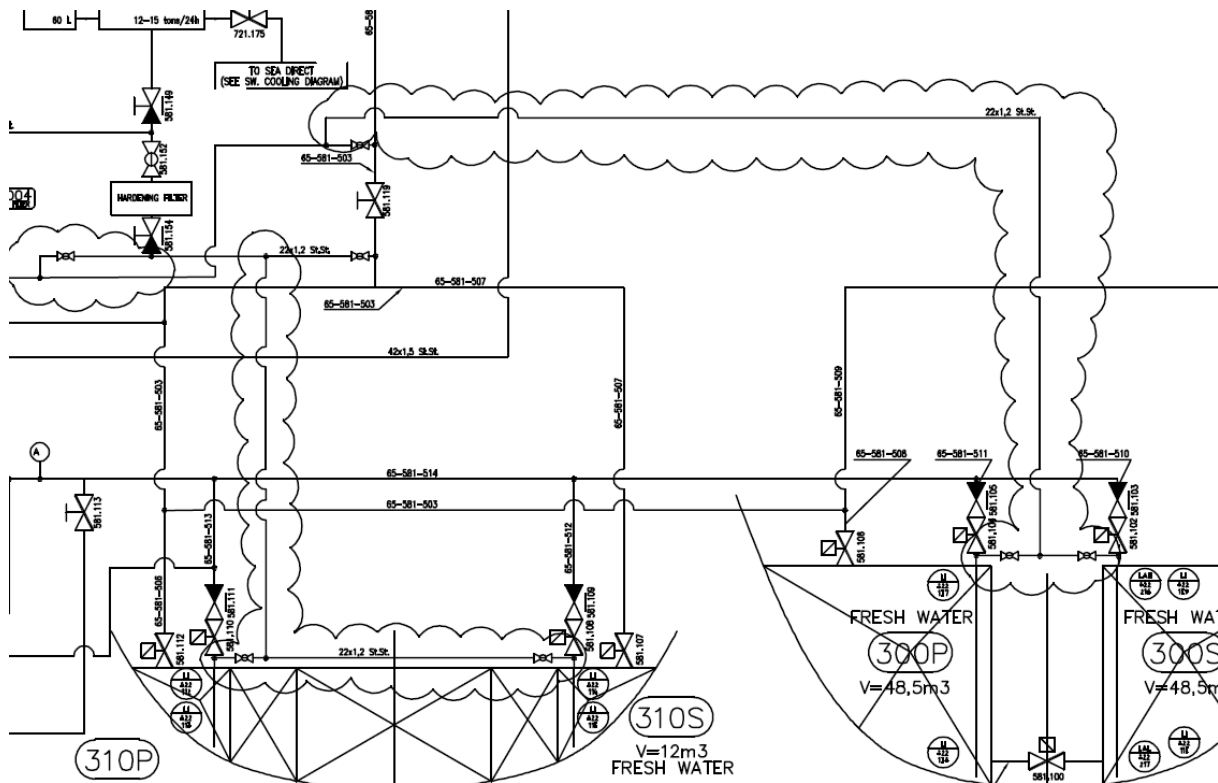 60 L
12-15 tons/24h
721.175
65-58
TO SEA DIRECT
(SEE SW. COOLING DIAGRAM)
581.149
22x1,2 St.St.
581.152
65-581-503
HARDENING FILTER
581.119
581.154
22x1,2 St.St.
65-581-507
65-581-503
42x1,5 St.St.
65-581-503
65-581-507
65-581-509
A
65-581-514
65-581-508
65-581-511
65-581-510
65-581-503
581.113
65-581-513
65-581-512
581.105
581.103
581.102
581.106
65-581-506
581.111
581.109
581.110
581.108
581.112
581.107
22x1,2 St.St.
FRESH WATER
FRESH WAT
300P
300S
V=48,5m3
V=48,5m
310P
310S
V=12m3
FRESH WATER
581.100